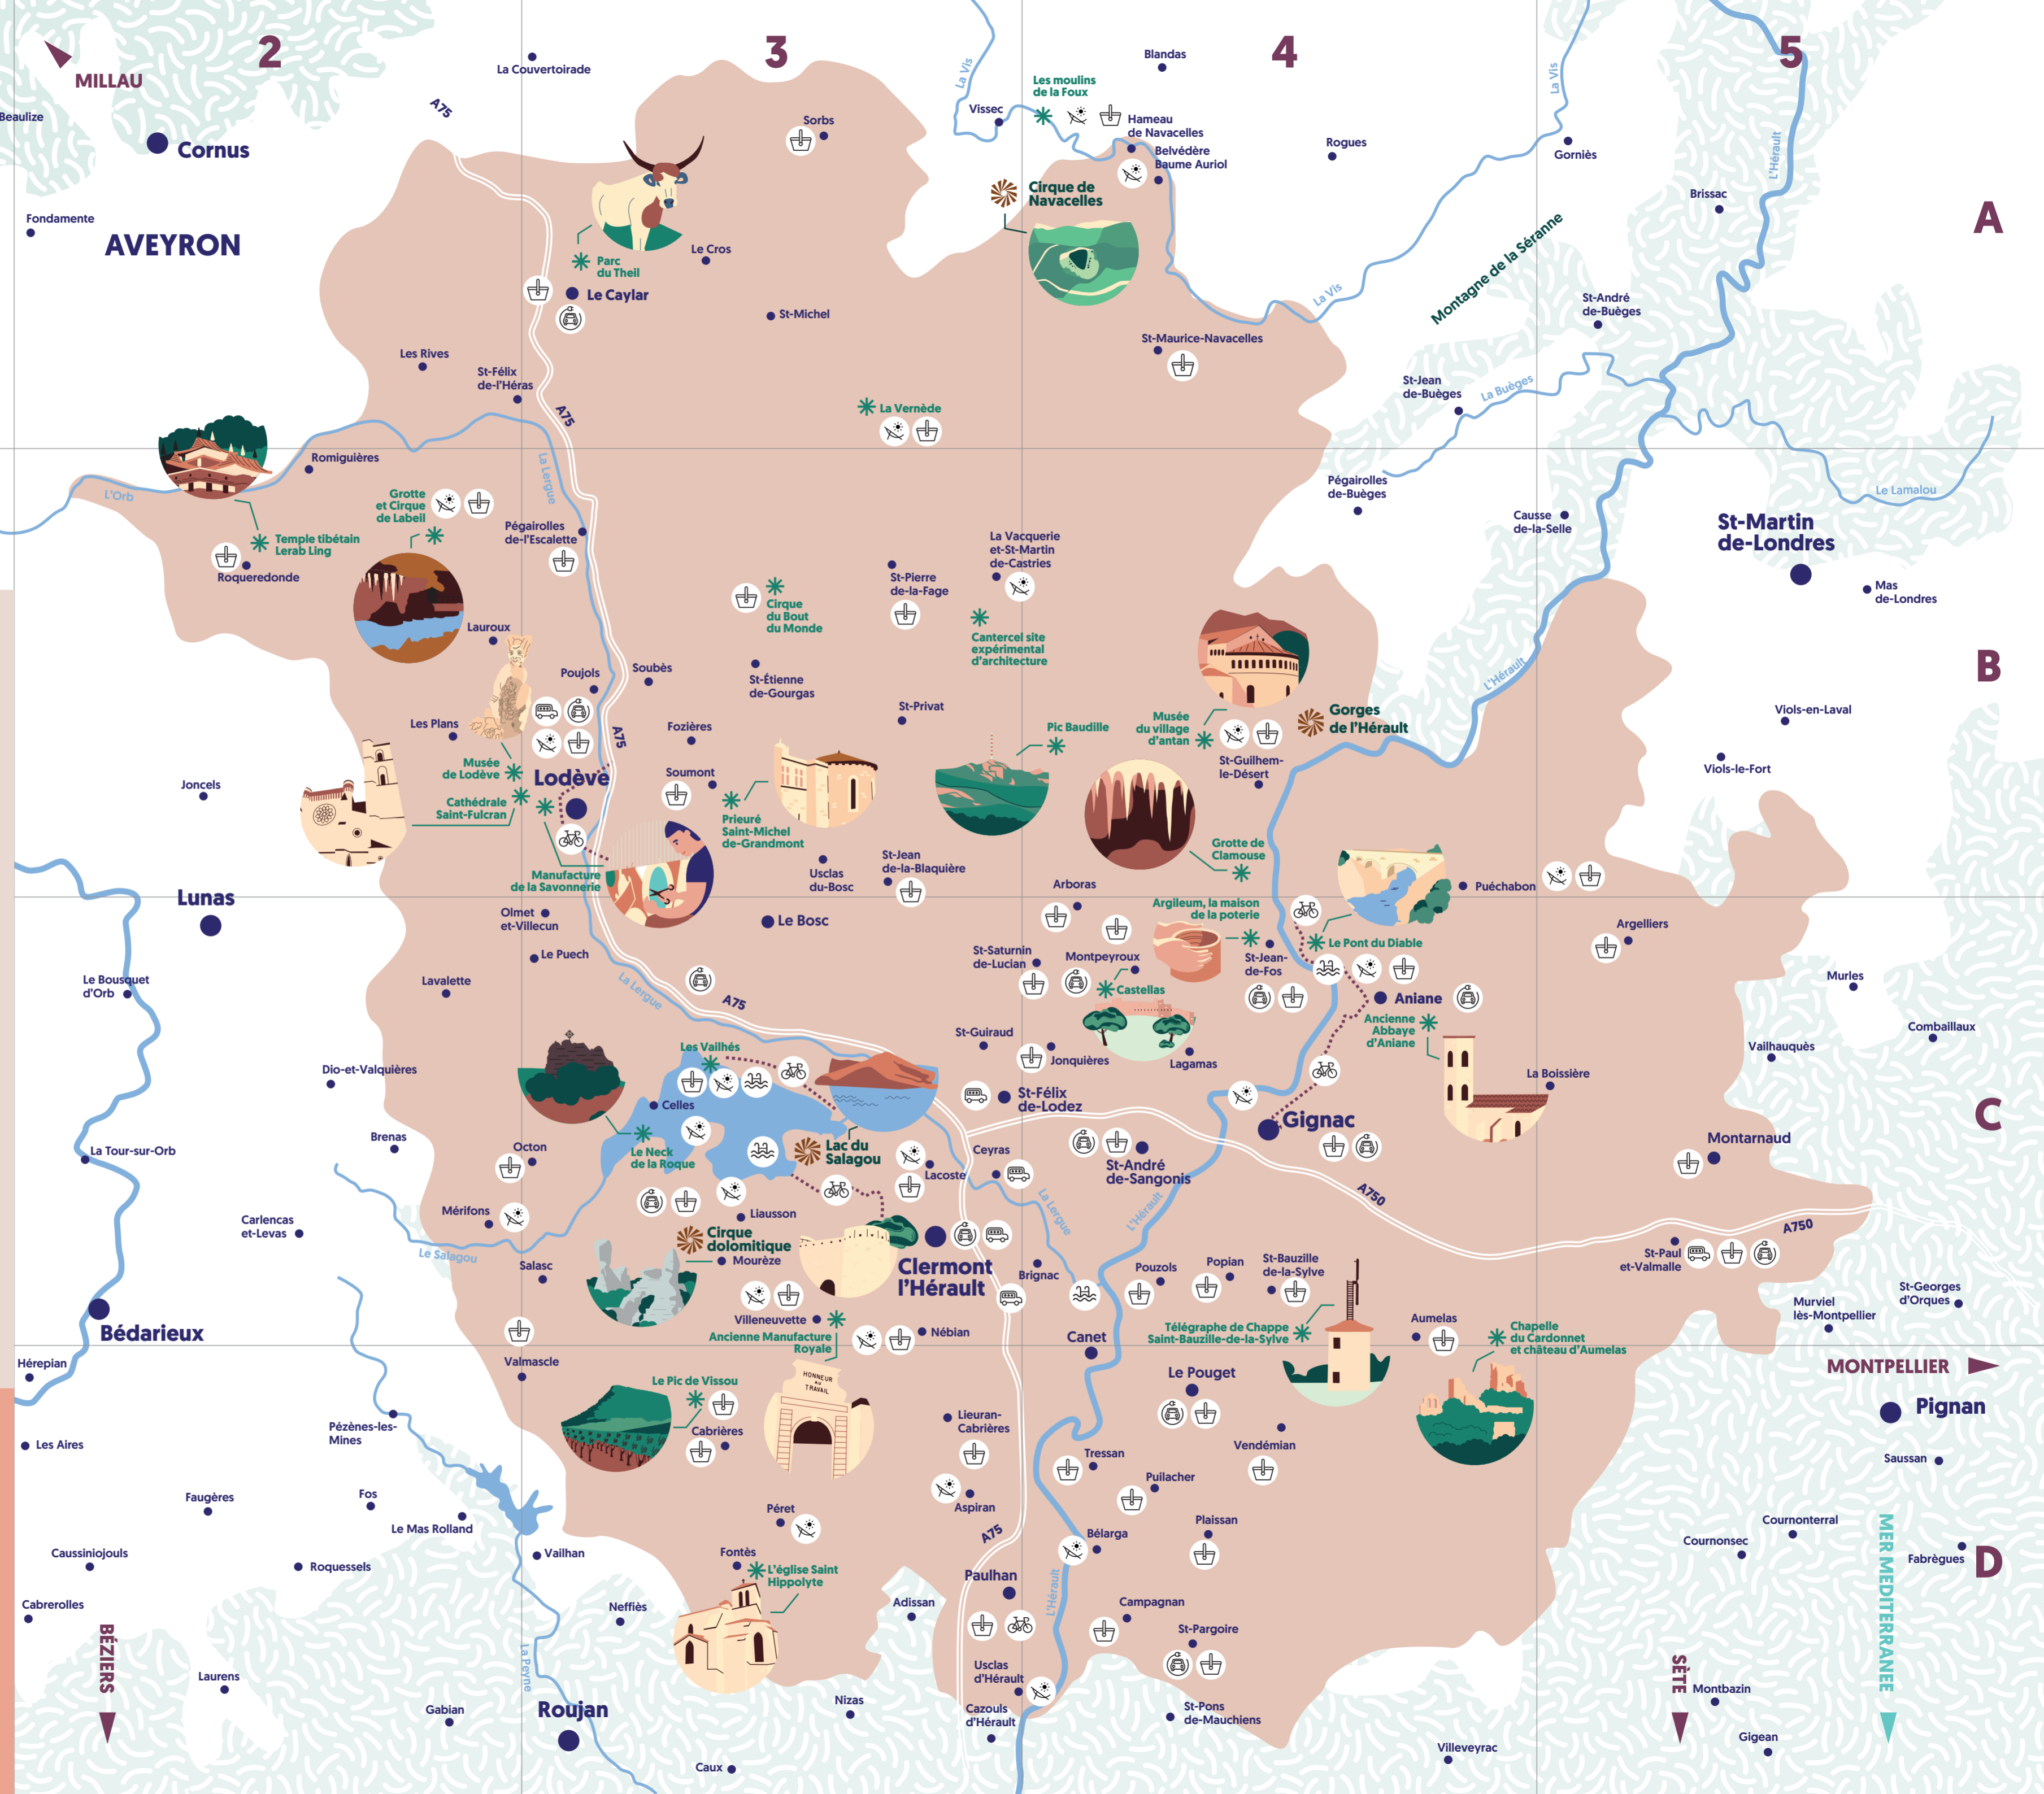 2
3
4
5
MILLAU
La Couvertoirade
A75
Beaulize
Cornus
Sorbs
La Vis
Vissec
Les moulins
de la Foux
Blandas
Hameau
de Navacelles
Belvédère
Baume Auriol
Rogues
La Vis
Gorniès
L'Hérault
Brissac
A
Fondamente
AVEYRON
Le Cros
Parc
du Theil
Le Caylar
St-Michel
Cirque de
Navacelles
La Vis
Montagne de la Séranne
St-André
de-Buèges
St-Maurice-Navacelles
Les Rives
St-Félix
de-l'Héras
A75
La Vernède
St-Jean
de-Buèges
La Buèges
Romiguières
L'Orb
La Lergue
Grotte
et Cirque
de Labeil
Temple tibétain
Lerab Ling
Roqueredonde
Pégairolles
de-l'Escalette
Pégairolles
de-Buèges
Causse
de-la-Selle
Le Lamalou
St-Martin
de-Londres
Mas
de-Londres
La Vacquerie
et-St-Martin
de-Castries
St-Pierre
de-la-Fage
Cirque
du Bout
du Monde
Cantercel site
expérimental
d'architecture
Lauroux
Poujols
Soubès
St-Étienne
de-Gourgas
L'Hérault
B
Les Plans
Fozières
A75
St-Privat
Pic Baudille
Musée
du village
d'antan
Gorges
de l'Hérault
Viols-en-Laval
Viols-le-Fort
Musée
de Lodève
Lodève
Soumont
St-Guilhem-
le-Désert
Joncels
Cathédrale
Saint-Fulcran
Prieuré
Saint-Michel
de-Grandmont
Manufacture
de la Savonnerie
Usclas
du-Bosc
St-Jean
de-la-Blaquière
Grotte de
Clamouse
Arboras
Puéchabon
Lunas
Olmet
et-Villecun
Le Bosc
Argileum, la maison
de la poterie
Le Pont du Diable
Argelliers
Le Puech
St-Saturnin
de-Lucian
Montpeyroux
St-Jean-
de-Fos
Le Bousquet
d'Orb
Lavalette
La Lergue
A75
Castellas
Aniane
Murles
Ancienne
Abbaye
d'Aniane
Combaillaux
Vailhauquès
Les Vailhés
St-Guiraud
Jonquières
Lagamas
Dio-et-Valquières
Celles
St-Félix
de-Lodez
La Boissière
Gignac
C
La Tour-sur-Orb
Brenas
Octon
Le Neck
de la Roque
Lac du
Salagou
Lacoste
Ceyras
St-André
de-Sangonis
Montarnaud
Mérifons
Liausson
La Lergue
L'Hérault
A750
A750
Carlencas
et-Levas
Le Salagou
Salasc
Cirque
dolomitique
Mourèze
Clermont
l'Hérault
Brignac
Pouzols
Popian
St-Bauzille
de-la-Sylve
St-Paul
et-Valmalle
St-Georges
d'Orques
Murviel
lès-Montpellier
Bédarieux
Villeneuvette
Ancienne Manufacture
Royale
Nébian
Canet
Télégraphe de Chappe
Saint-Bauzille-de-la-Sylve
Aumelas
Chapelle
du Cardonnet
et château d'Aumelas
Hérepian
Valmascle
MONTPELLIER
Le Pic de Vissou
HONNEUR
AU
TRAVAIL
Le Pouget
Pignan
Les Aires
Pézènes-les-
Mines
Cabrières
Lieuran-
Cabrières
Tressan
Vendémian
Saussan
Faugères
Fos
Le Mas Rolland
Aspiran
Puilacher
Péret
A75
Bélarga
Plaissan
Cournonterral
Cournonsec
MER MEDITERRANEE
Fabrègues
D
Caussiniojouls
Roquessels
Vailhan
Fontès
L'église Saint
Hippolyte
Paulhan
L'Hérault
Cabrerolles
Neffiès
Adissan
Campagnan
St-Pargoire
BÉZIERS
Laurens
La Peyne
Usclas
d'Hérault
SÈTE
Montbazin
Gabian
Roujan
Nizas
Cazouls
d'Hérault
St-Pons
de-Mauchiens
Gigean
Caux
Villeveyrac